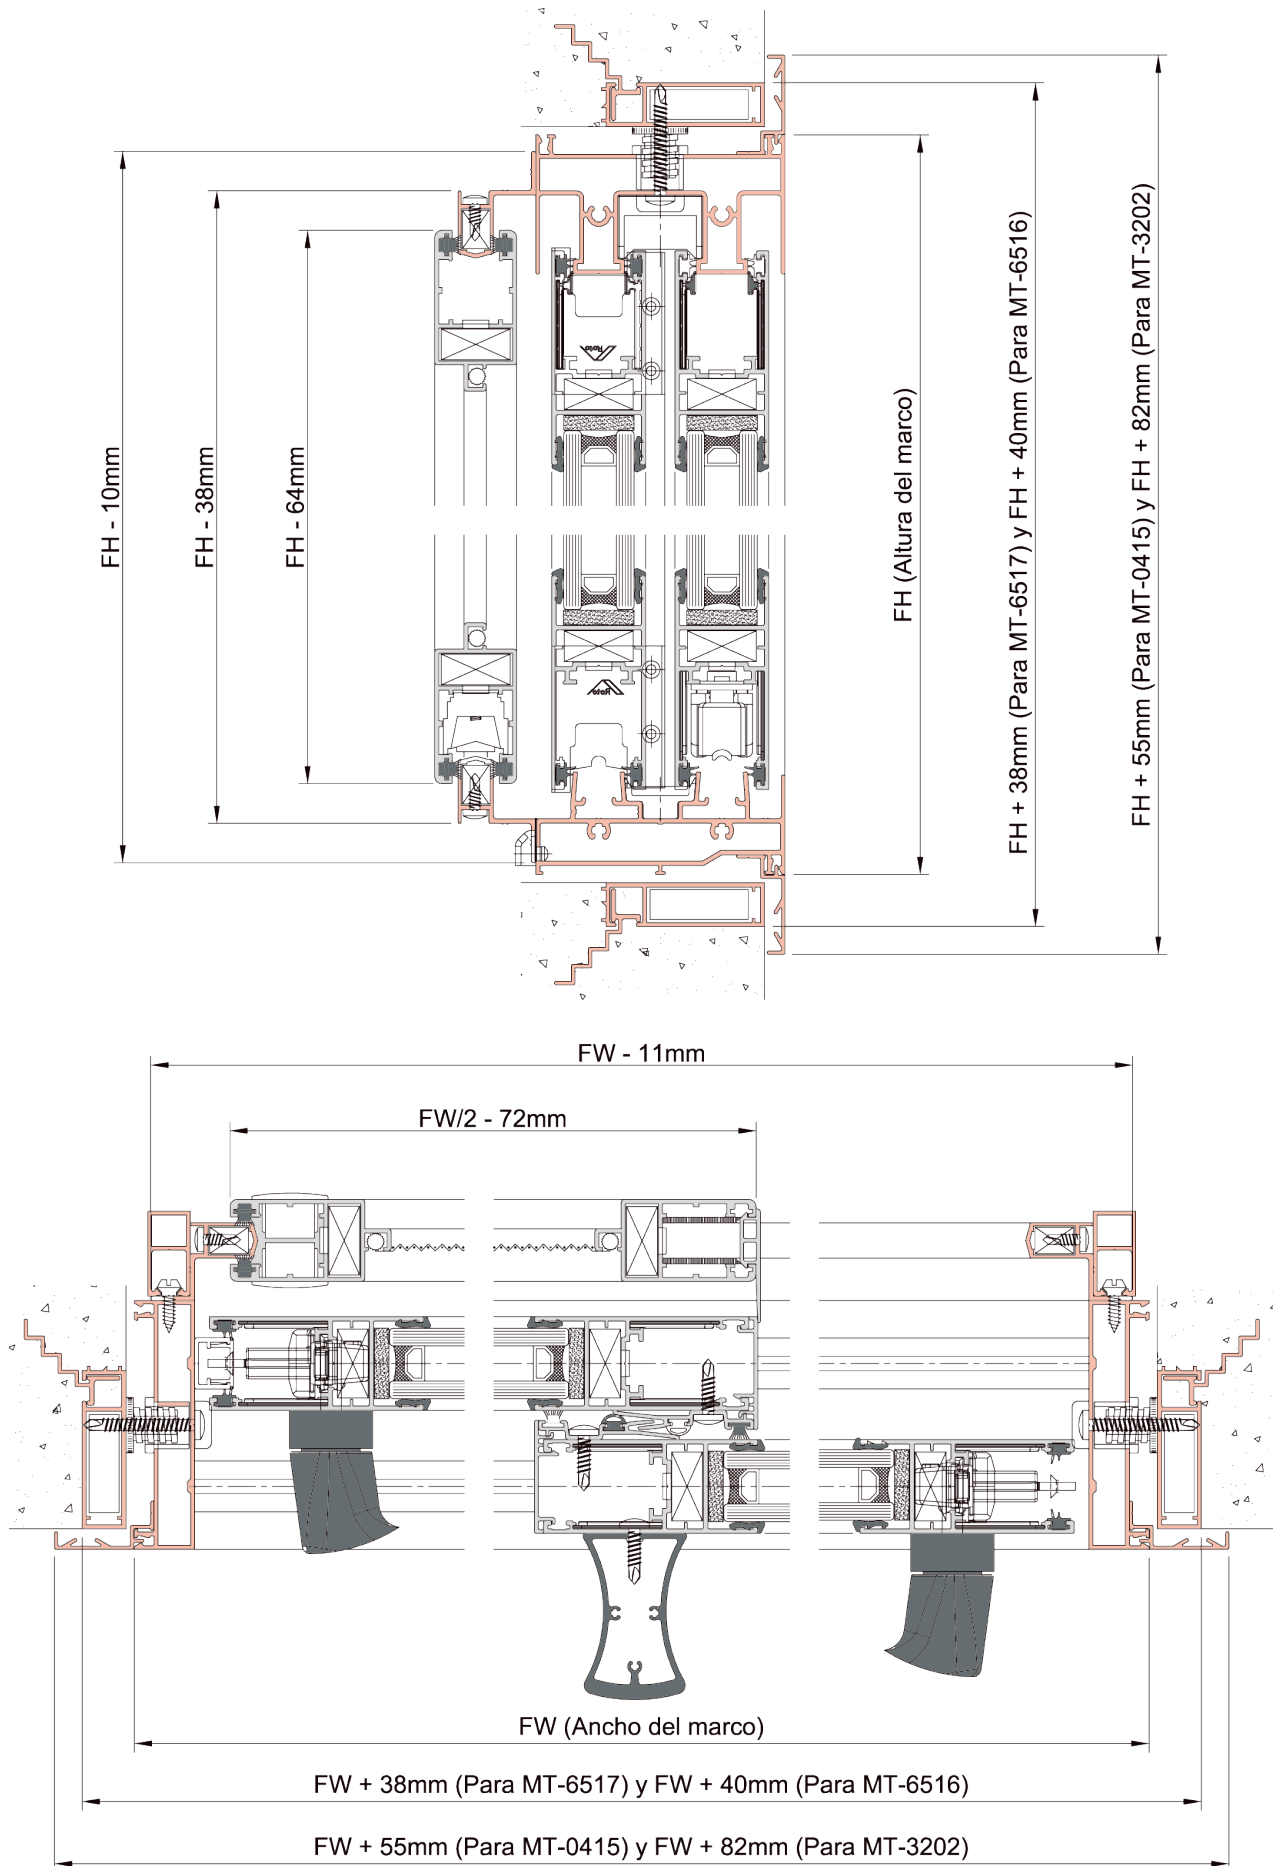 FH - 10mm
FH - 38mm
FH - 64mm
Roto
Roto
FH (Altura del marco)
FH + 38mm (Para MT-6517) y FH + 40mm (Para MT-6516)
FH + 55mm (Para MT-0415) y FH + 82mm (Para MT-3202)
FW - 11mm
FW/2 - 72mm
FW (Ancho del marco)
FW + 38mm (Para MT-6517) y FW + 40mm (Para MT-6516)
FW + 55mm (Para MT-0415) y FW + 82mm (Para MT-3202)